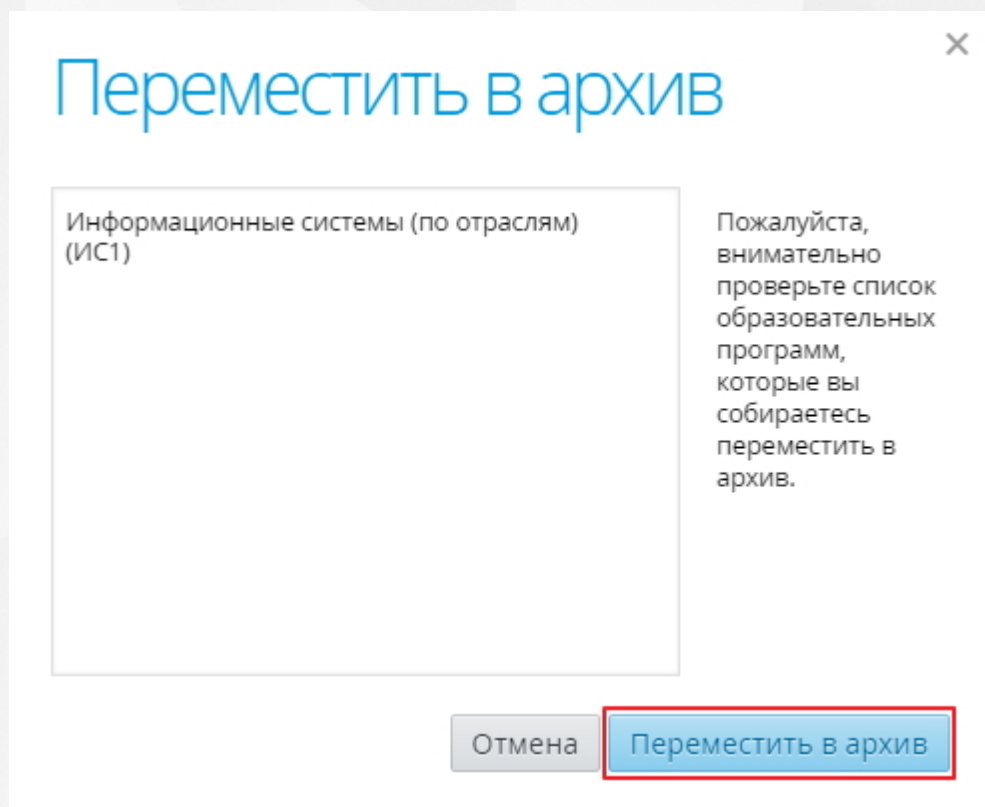 Переместить в архив
Информационные системы (по отраслям)
(ИС1)
Пожалуйста,
внимательно
проверьте список
образовательных
программ,
которые вы
собираетесь
переместить в
архив.
Отмена
Переместить в архив